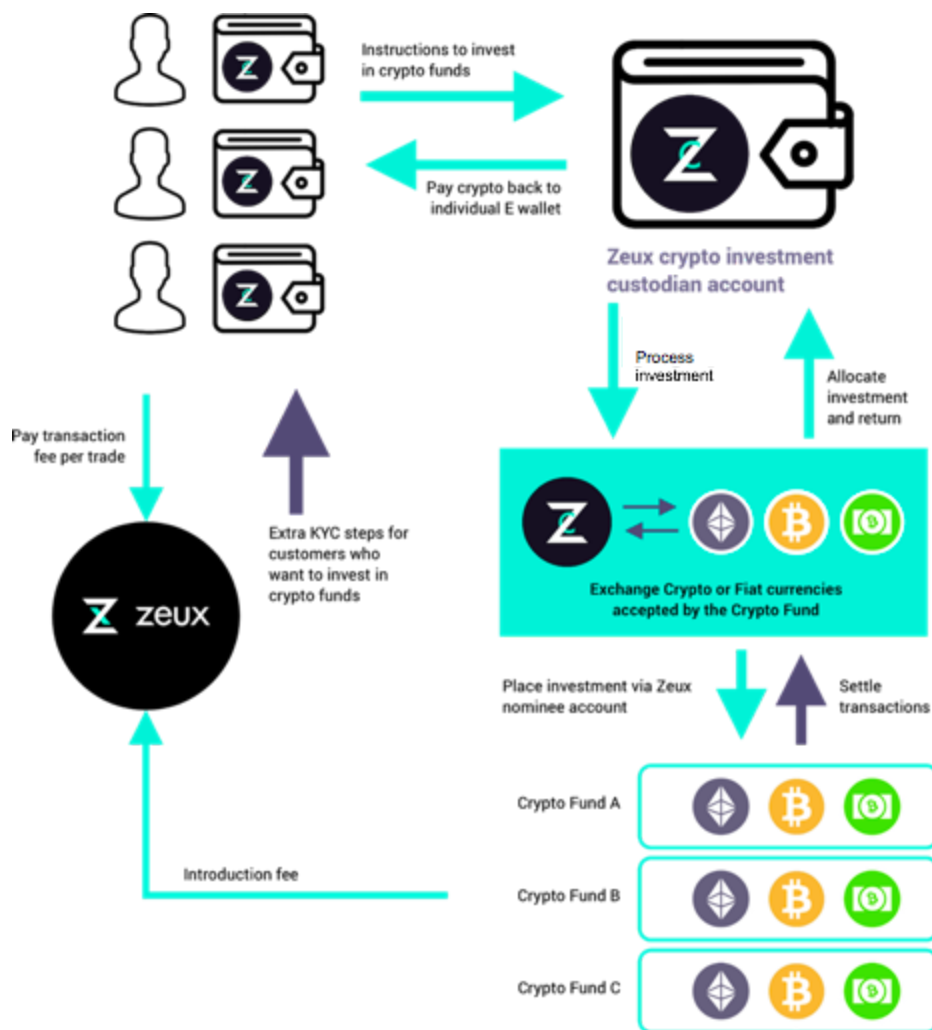 Instructions to invest
in crypto funds
Pay crypto back to
individual E wallet
Zeux crypto investment
custodian account
Process
investment
Allocate
investment
and return
Pay transaction
fee per trade
Extra KYC steps for
customers who
want to invest in
crypto funds
zeux
Exchange Crypto or Fiat currencies
accepted by the Crypto Fund
Place investment via Zeux
nominee account
Settle
transactions
Crypto Fund A
Introduction fee
Crypto Fund B
Crypto Fund C